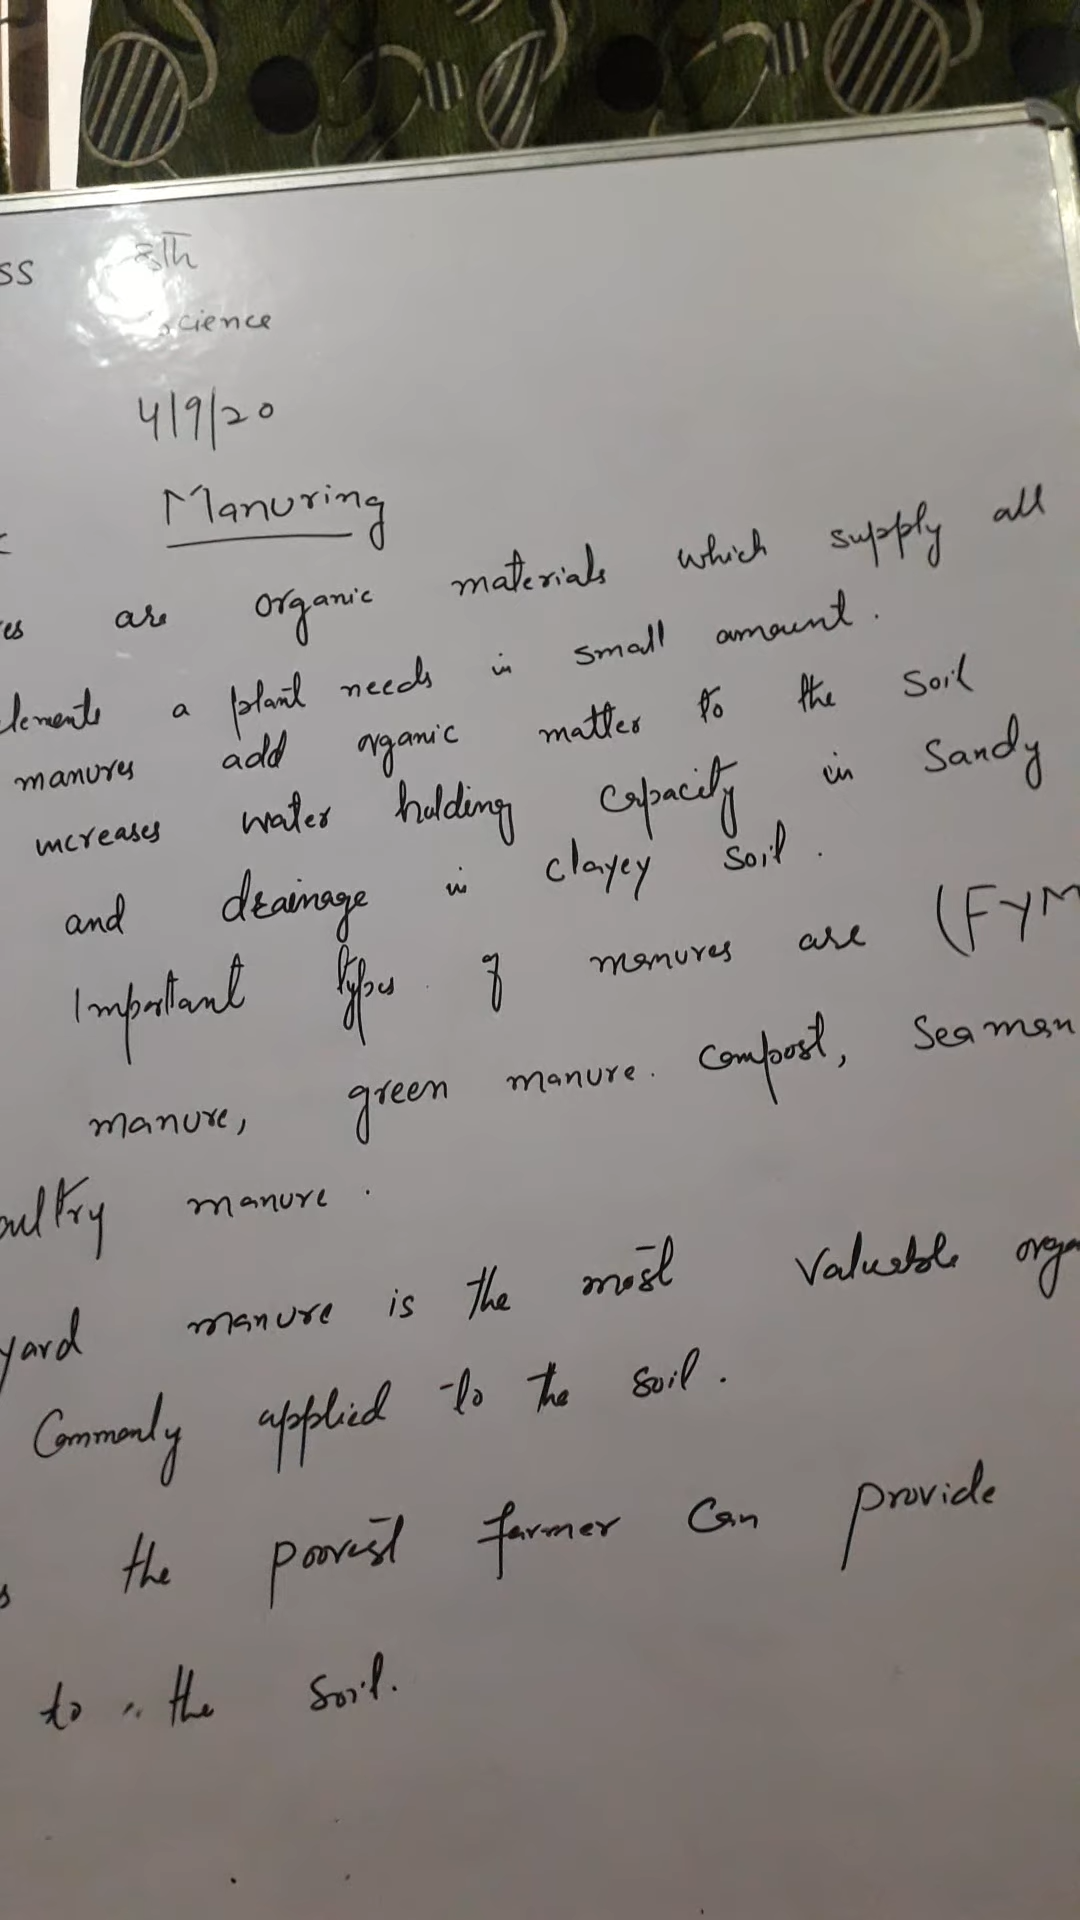 ss 8th
science
4/9/20
Manuring
es are organic materials which supply all
lements a plant needs in small amount.
manures add organic matter to the soil
increases water holding capacity in sandy
and drainage in clayey soil.
Important types of manures are (FYM
manure, green manure. compost, Sea man
oultry manure.
yard manure is the most valuable orga
Commonly applied to the soil.
s the poorest farmer can provide
to the soil.